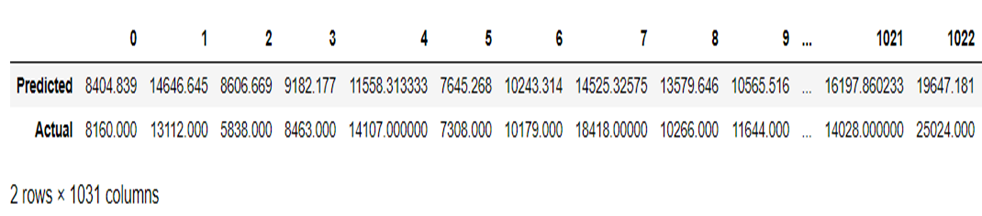 0 1 2 3 4 5 6 7 8 9 ... 1021 1022
Predicted 8404.839 14646.645 8606.669 9182.177 11558.313333 7645.268 10243.314 14525.32575 13579.646 10565.516 ... 16197.860233 19647.181
Actual 8160.000 13112.000 5838.000 8463.000 14107.000000 7308.000 10179.000 18418.00000 10266.000 11644.000 ... 14028.000000 25024.000
2 rows × 1031 columns